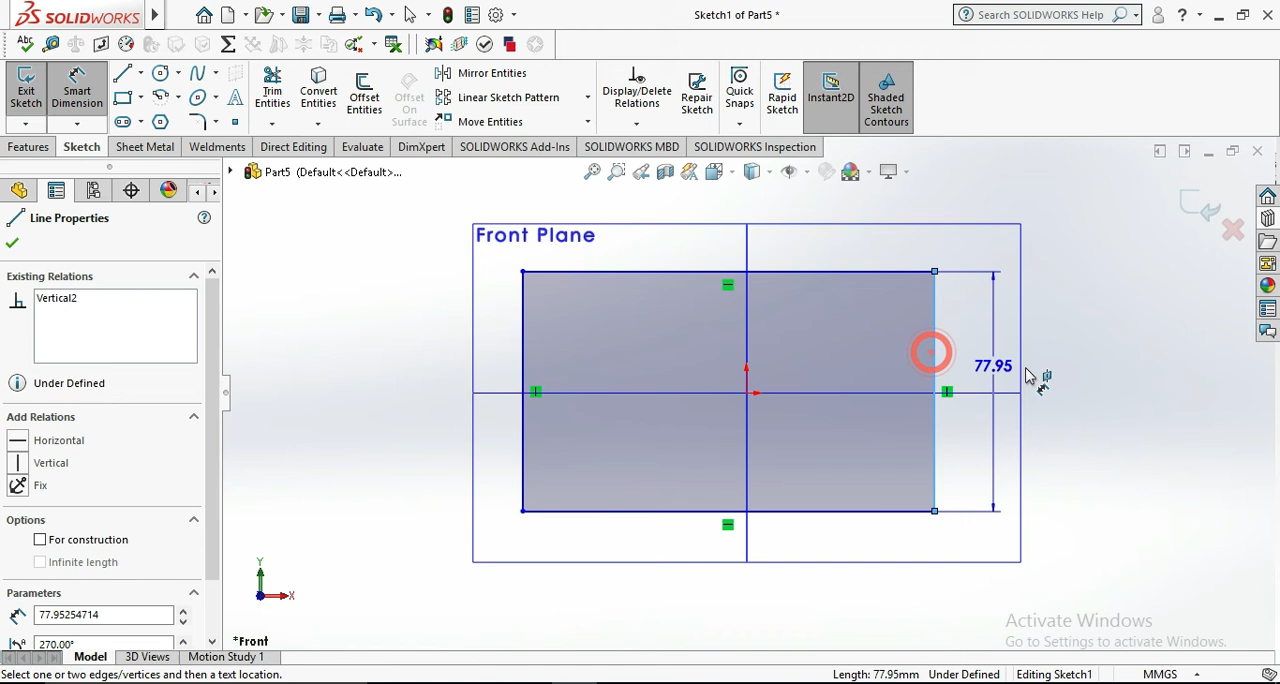 SOLIDWORKS
Sketch1 of Part5 *
Search SOLIDWORKS Help
Exit Sketch
Smart Dimension
Trim Entities
Convert Entities
Offset Entities
Offset On Surface
Mirror Entities
Linear Sketch Pattern
Move Entities
Display/Delete Relations
Repair Sketch
Quick Snaps
Rapid Sketch
Instant2D
Shaded Sketch Contours
Features
Sketch
Sheet Metal
Weldments
Direct Editing
Evaluate
DimXpert
SOLIDWORKS Add-Ins
SOLIDWORKS MBD
SOLIDWORKS Inspection
Part5 (Default<<Default>...
Line Properties
Existing Relations
Vertical2
Under Defined
Add Relations
Horizontal
Vertical
Fix
Options
For construction
Infinite length
Parameters
77.95254714
270.00°
Front Plane
77.95
Y
X
*Front
Activate Windows
Go to Settings to activate Windows.
Model
3D Views
Motion Study 1
Select one or two edges/vertices and then a text location.
Length: 77.95mm
Under Defined
Editing Sketch1
MMGS